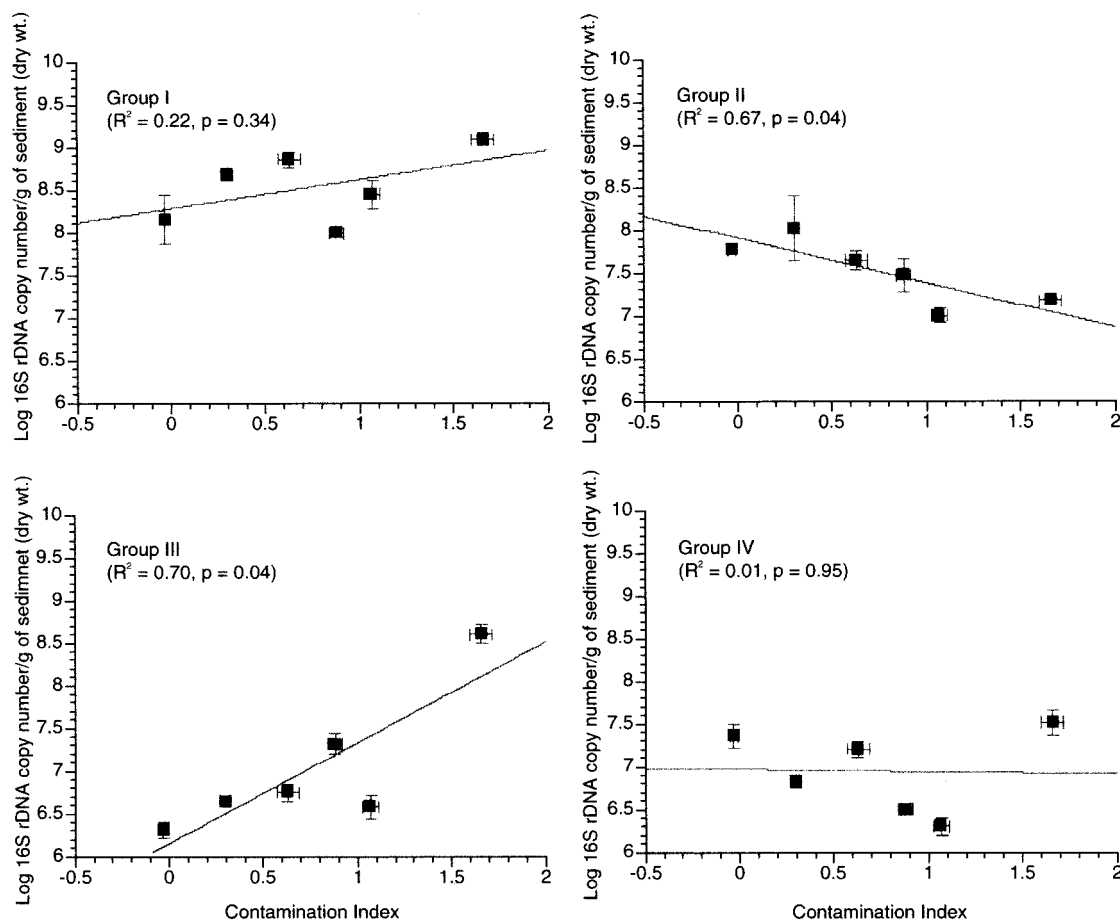 Log 16S rDNA copy number/g of sediment (dry wt.)
10
9.5
9
8.5
8
7.5
7
6.5
6
Group I
(R² = 0.22, p = 0.34)
-0.5 0 0.5 1 1.5 2
Log 16S rDNA copy number/g of sediment (dry wt.)
10
9.5
9
8.5
8
7.5
7
6.5
6
Group II
(R² = 0.67, p = 0.04)
-0.5 0 0.5 1 1.5 2
Log 16S rDNA copy number/g of sedimnet (dry wt.)
10
9.5
9
8.5
8
7.5
7
6.5
6
Group III
(R² = 0.70, p = 0.04)
-0.5 0 0.5 1 1.5 2
Contamination Index
Log 16S rDNA copy number/g of sediment (dry wt.)
10
9.5
9
8.5
8
7.5
7
6.5
6
Group IV
(R² = 0.01, p = 0.95)
-0.5 0 0.5 1 1.5 2
Contamination Index